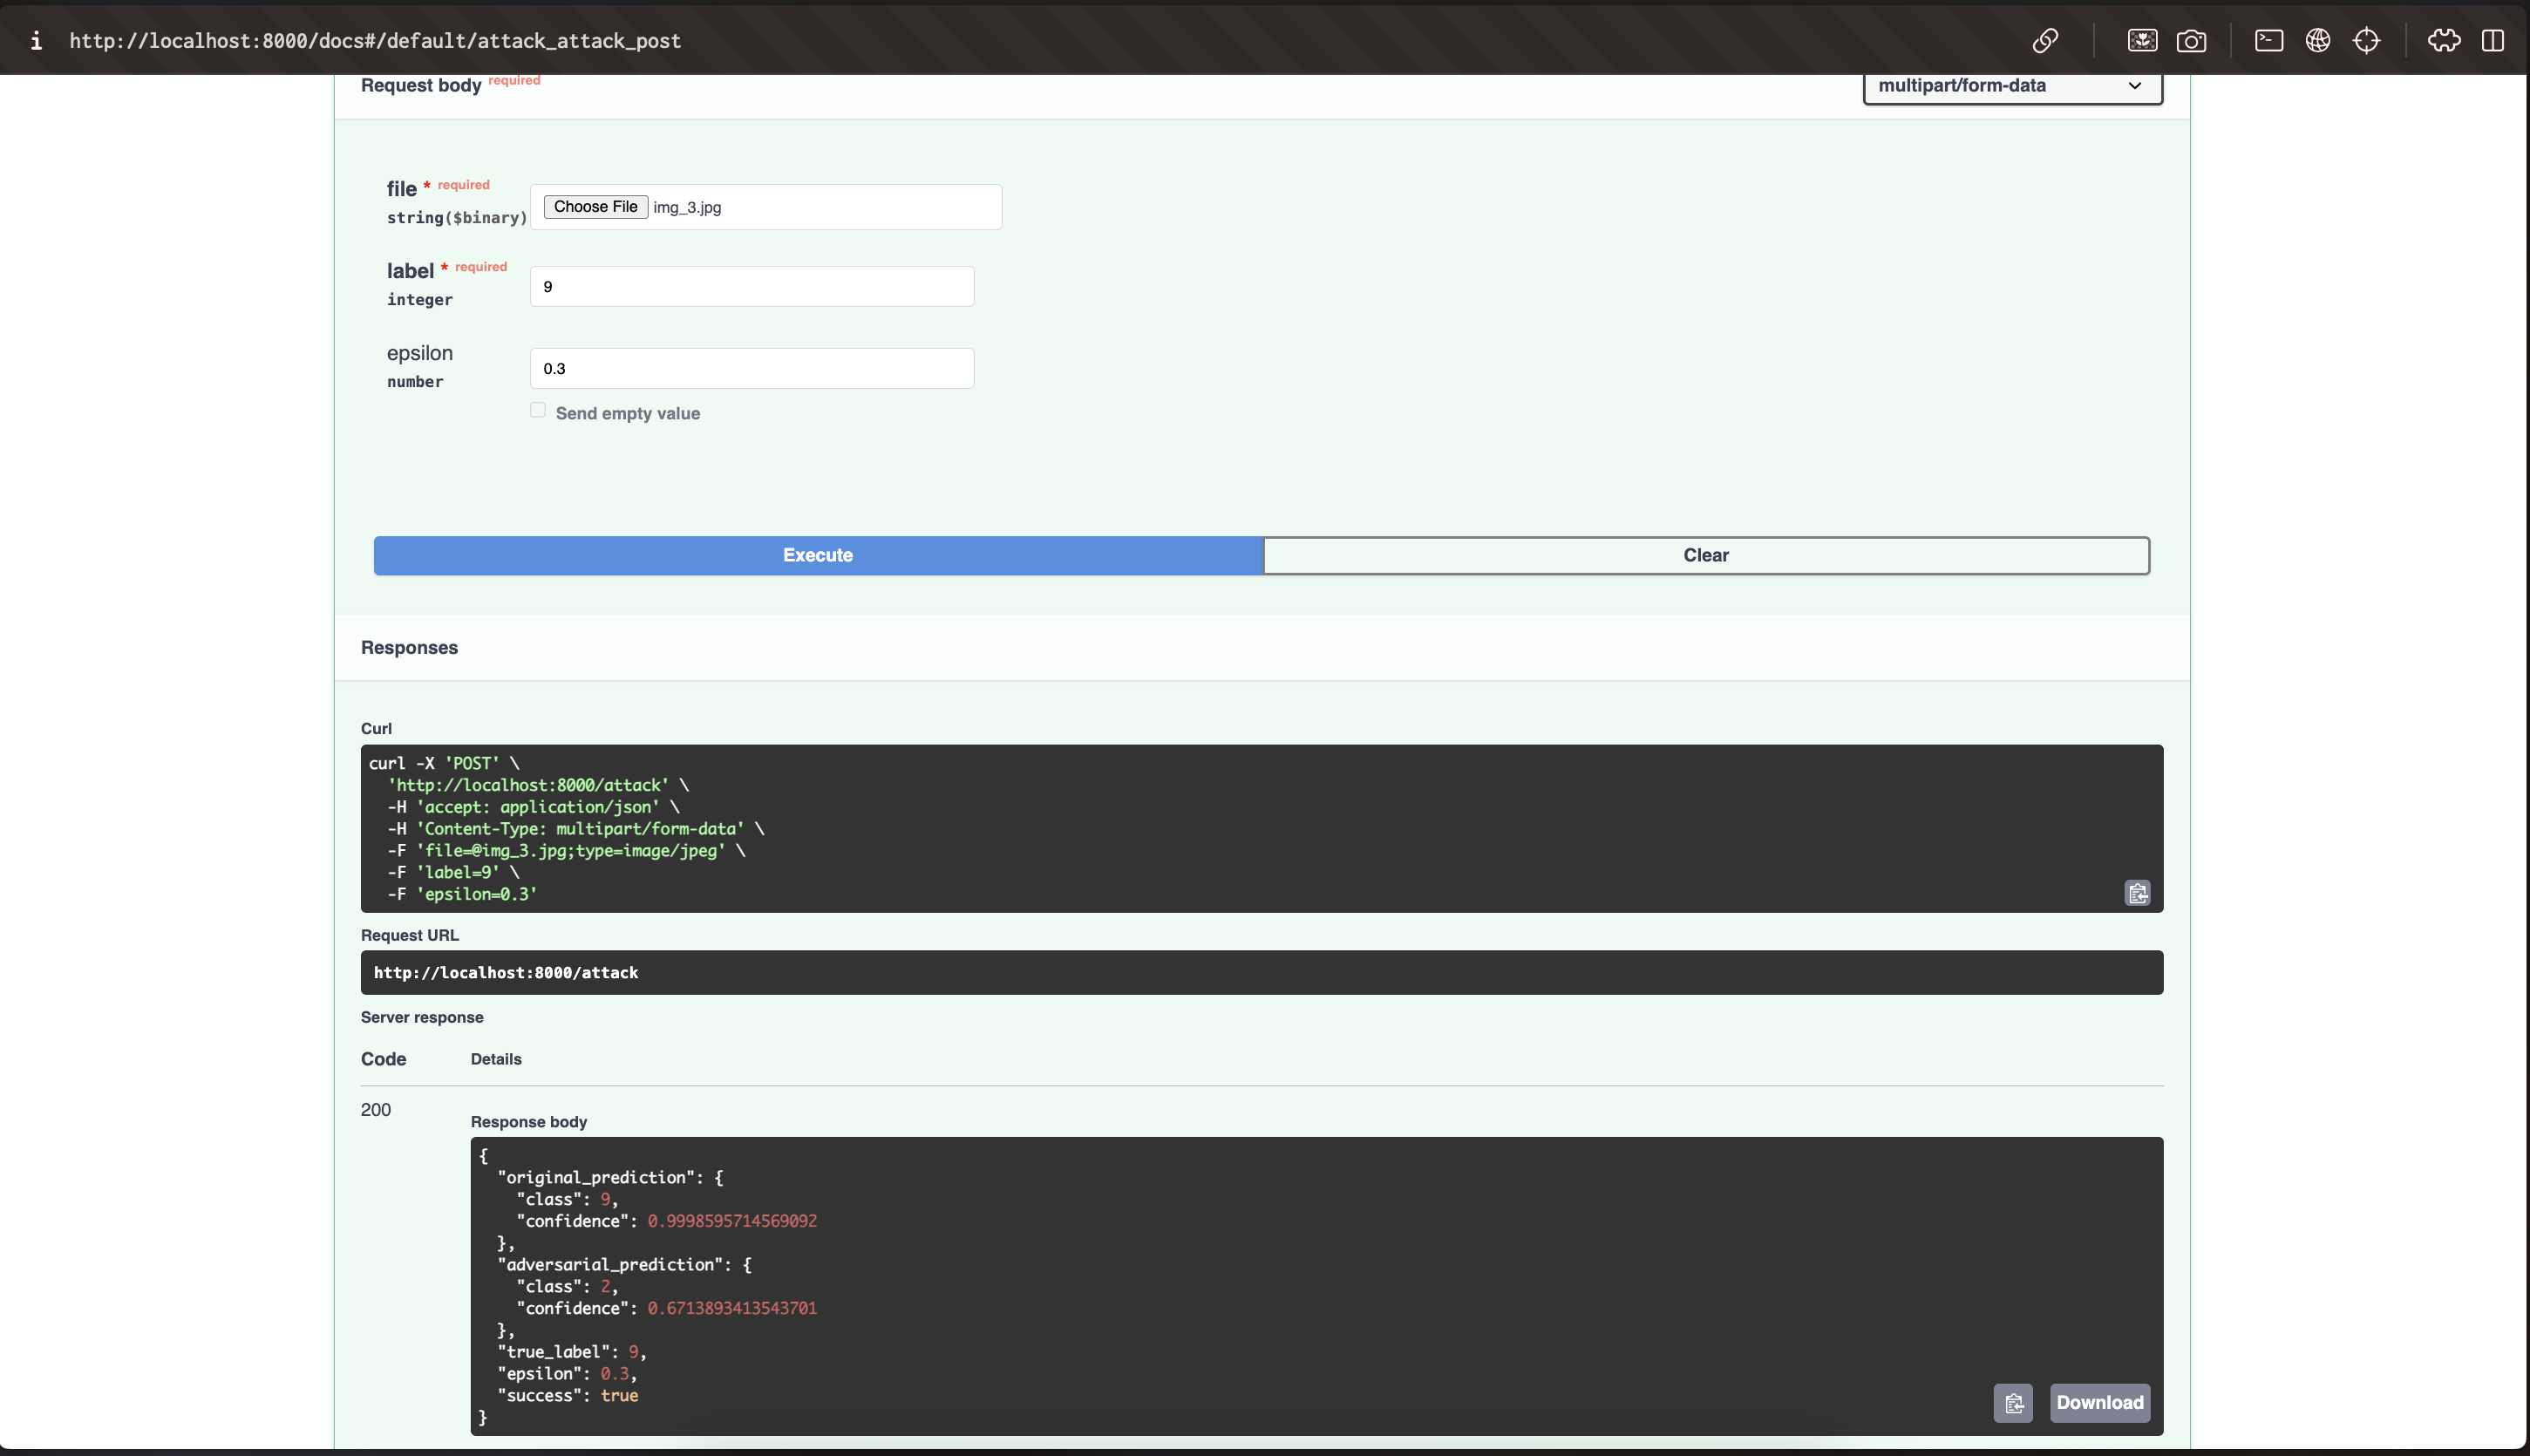 http://localhost:8000/docs#/default/attack_attack_post
Request body required
multipart/form-data
file * required
string($binary)
Choose File img_3.jpg
label * required
integer
9
epsilon
number
0.3
Send empty value
Execute
Clear
Responses
Curl
curl -X 'POST' \
  'http://localhost:8000/attack' \
  -H 'accept: application/json' \
  -H 'Content-Type: multipart/form-data' \
  -F 'file=@img_3.jpg;type=image/jpeg' \
  -F 'label=9' \
  -F 'epsilon=0.3'
Request URL
http://localhost:8000/attack
Server response
Code Details
200
Response body
{
  "original_prediction": {
    "class": 9,
    "confidence": 0.9998595714569092
  },
  "adversarial_prediction": {
    "class": 2,
    "confidence": 0.6713893413543701
  },
  "true_label": 9,
  "epsilon": 0.3,
  "success": true
}
Download